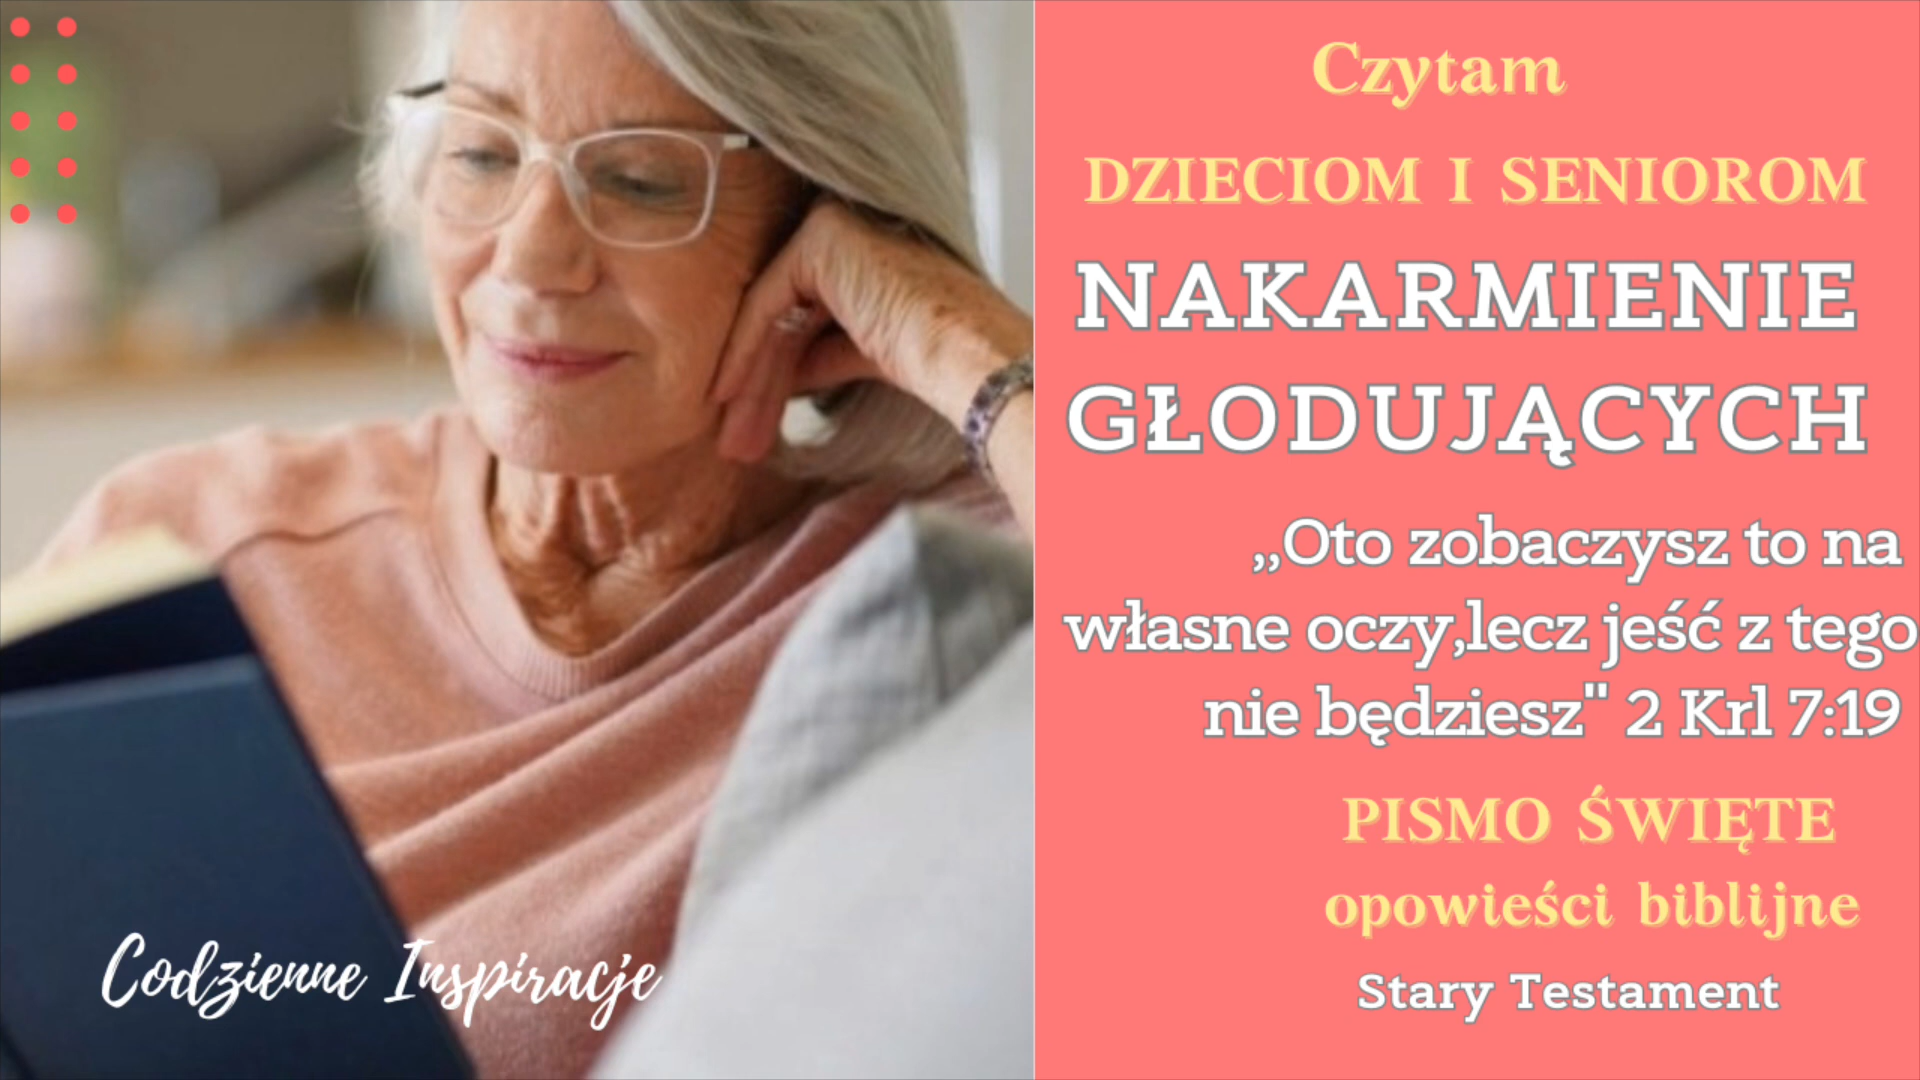 Czytam
DZIECIOM I SENIOROM
NAKARMIENIE
GŁODUJĄCYCH
,,Oto zobaczysz to na
własne oczy,lecz jeść z tego
nie będziesz" 2 Krl 7:19
PISMO ŚWIĘTE
opowieści biblijne
Stary Testament
Codzienne Inspiracje